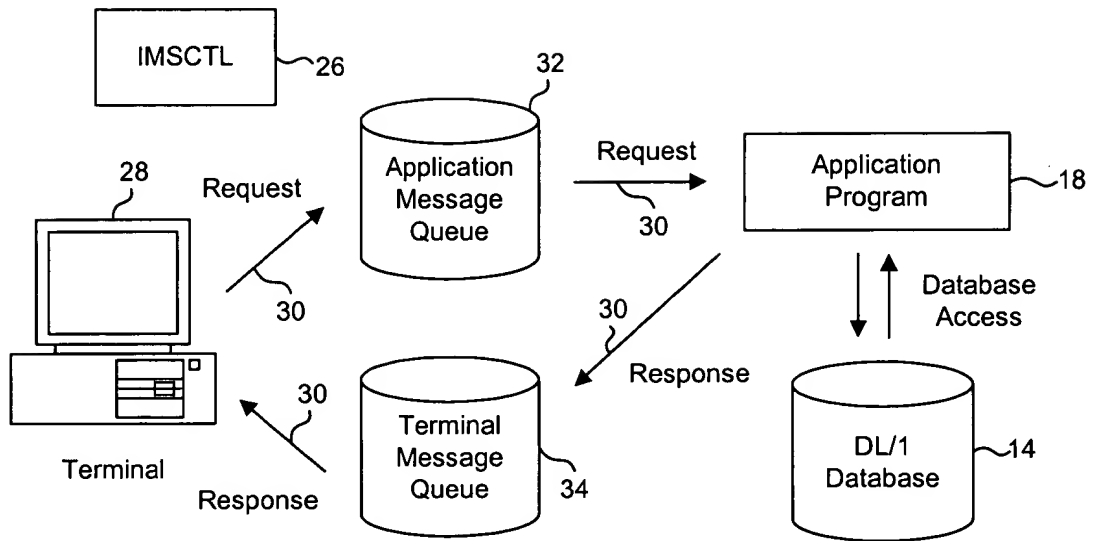 IMSCTL
26
32
Application
Message
Queue
Request
30
Application
Program
18
28
Request
30
Database
Access
30
Response
Terminal
Message
Queue
34
30
Response
Terminal
DL/1
Database
14